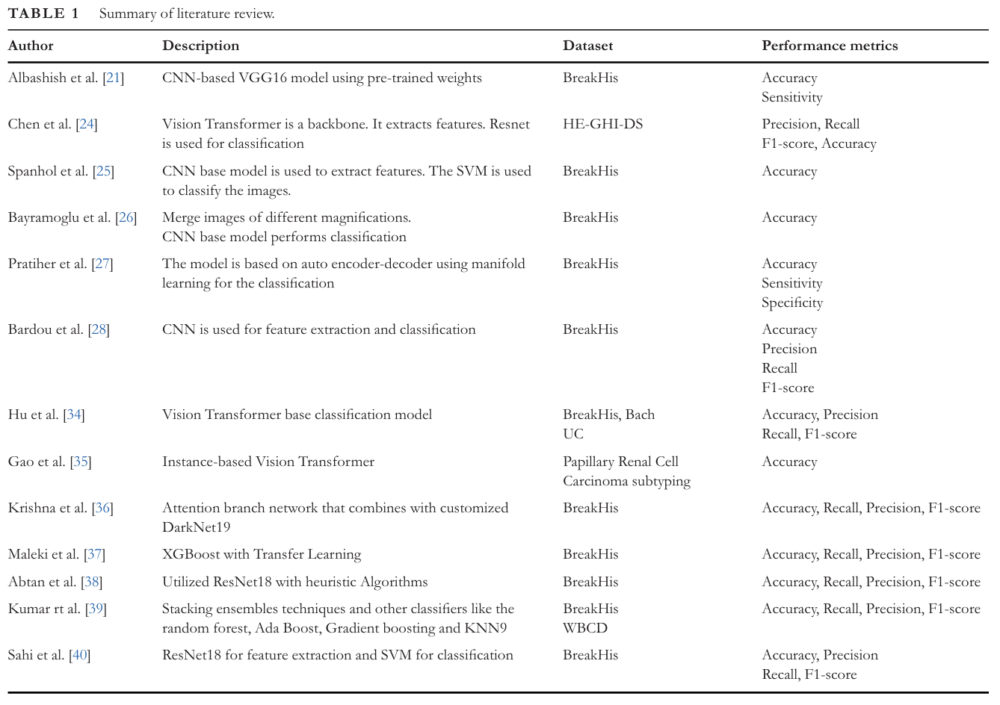 TABLE 1 Summary of literature review.
Author Description Dataset Performance metrics
Albashish et al. [21] CNN-based VGG16 model using pre-trained weights BreakHis Accuracy
Sensitivity
Chen et al. [24] Vision Transformer is a backbone. It extracts features. Resnet HE-GHI-DS Precision, Recall
is used for classification F1-score, Accuracy
Spanhol et al. [25] CNN base model is used to extract features. The SVM is used BreakHis Accuracy
to classify the images.
Bayramoglu et al. [26] Merge images of different magnifications. BreakHis Accuracy
CNN base model performs classification
Pratiher et al. [27] The model is based on auto encoder-decoder using manifold BreakHis Accuracy
learning for the classification Sensitivity
Specificity
Bardou et al. [28] CNN is used for feature extraction and classification BreakHis Accuracy
Precision
Recall
F1-score
Hu et al. [34] Vision Transformer base classification model BreakHis, Bach Accuracy, Precision
UC Recall, F1-score
Gao et al. [35] Instance-based Vision Transformer Papillary Renal Cell Accuracy
Carcinoma subtyping
Krishna et al. [36] Attention branch network that combines with customized BreakHis Accuracy, Recall, Precision, F1-score
DarkNet19
Maleki et al. [37] XGBoost with Transfer Learning BreakHis Accuracy, Recall, Precision, F1-score
Abtan et al. [38] Utilized ResNet18 with heuristic Algorithms BreakHis Accuracy, Recall, Precision, F1-score
Kumar rt al. [39] Stacking ensembles techniques and other classifiers like the BreakHis Accuracy, Recall, Precision, F1-score
random forest, Ada Boost, Gradient boosting and KNN9 WBCD
Sahi et al. [40] ResNet18 for feature extraction and SVM for classification BreakHis Accuracy, Precision
Recall, F1-score